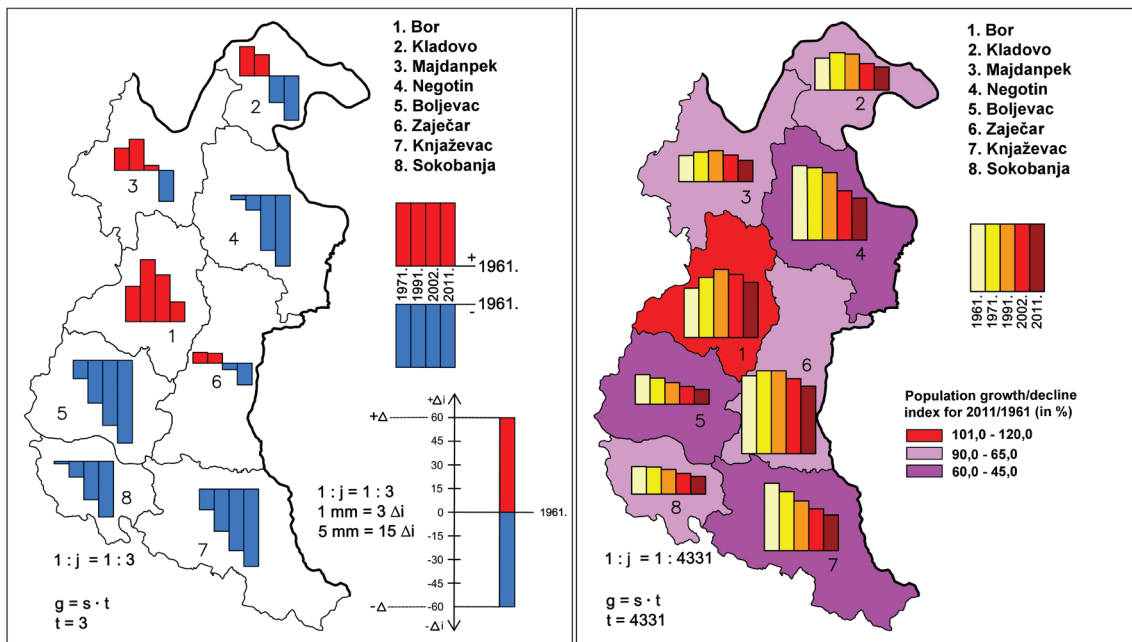 1. Bor
2. Kladovo
3. Majdanpek
4. Negotin
5. Boljevac
6. Zaječar
7. Knjaževac
8. Sokobanja
2
3
4
1
6
5
8
7
+
1961.
1971.
1991.
2002.
2011.
1961.
-
+Δi
+Δ
60
45
30
15
0
1961.
-15
-30
-45
-60
-Δ
-Δi
1 : j = 1 : 3
1 mm = 3 Δi
5 mm = 15 Δi
1 : j = 1 : 3
g = s · t
t = 3
1. Bor
2. Kladovo
3. Majdanpek
4. Negotin
5. Boljevac
6. Zaječar
7. Knjaževac
8. Sokobanja
2
3
4
1
6
5
8
7
1961.
1971.
1991.
2002.
2011.
Population growth/decline
index for 2011/1961 (in %)
101,0 - 120,0
90,0 - 65,0
60,0 - 45,0
1 : j = 1 : 4331
g = s · t
t = 4331